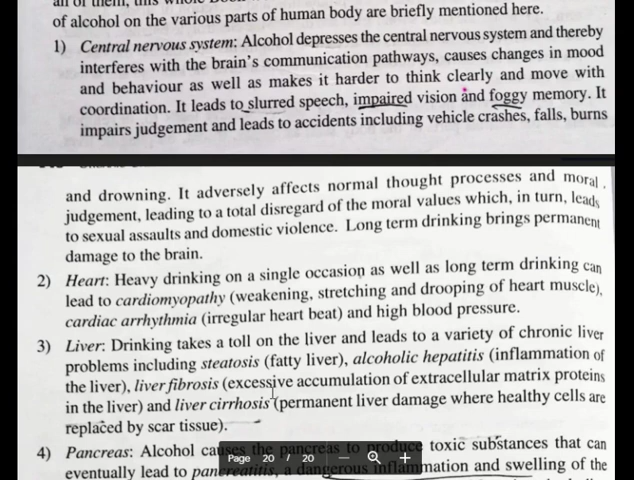 of alcohol on the various parts of human body are briefly mentioned here.
1) Central nervous system: Alcohol depresses the central nervous system and thereby
interferes with the brain's communication pathways, causes changes in mood
and behaviour as well as makes it harder to think clearly and move with
coordination. It leads to slurred speech, impaired vision and foggy memory. It
impairs judgement and leads to accidents including vehicle crashes, falls, burns
and drowning. It adversely affects normal thought processes and moral
judgement, leading to a total disregard of the moral values which, in turn, leads
to sexual assaults and domestic violence. Long term drinking brings permanent
damage to the brain.
2) Heart: Heavy drinking on a single occasion as well as long term drinking can
lead to cardiomyopathy (weakening, stretching and drooping of heart muscle),
cardiac arrhythmia (irregular heart beat) and high blood pressure.
3) Liver: Drinking takes a toll on the liver and leads to a variety of chronic liver
problems including steatosis (fatty liver), alcoholic hepatitis (inflammation of
the liver), liver fibrosis (excessive accumulation of extracellular matrix proteins
in the liver) and liver cirrhosis (permanent liver damage where healthy cells are
replaced by scar tissue).
4) Pancreas: Alcohol causes the pancreas to produce toxic substances that can
eventually lead to pancreatitis, a dangerous inflammation and swelling of the
Page 20 / 20